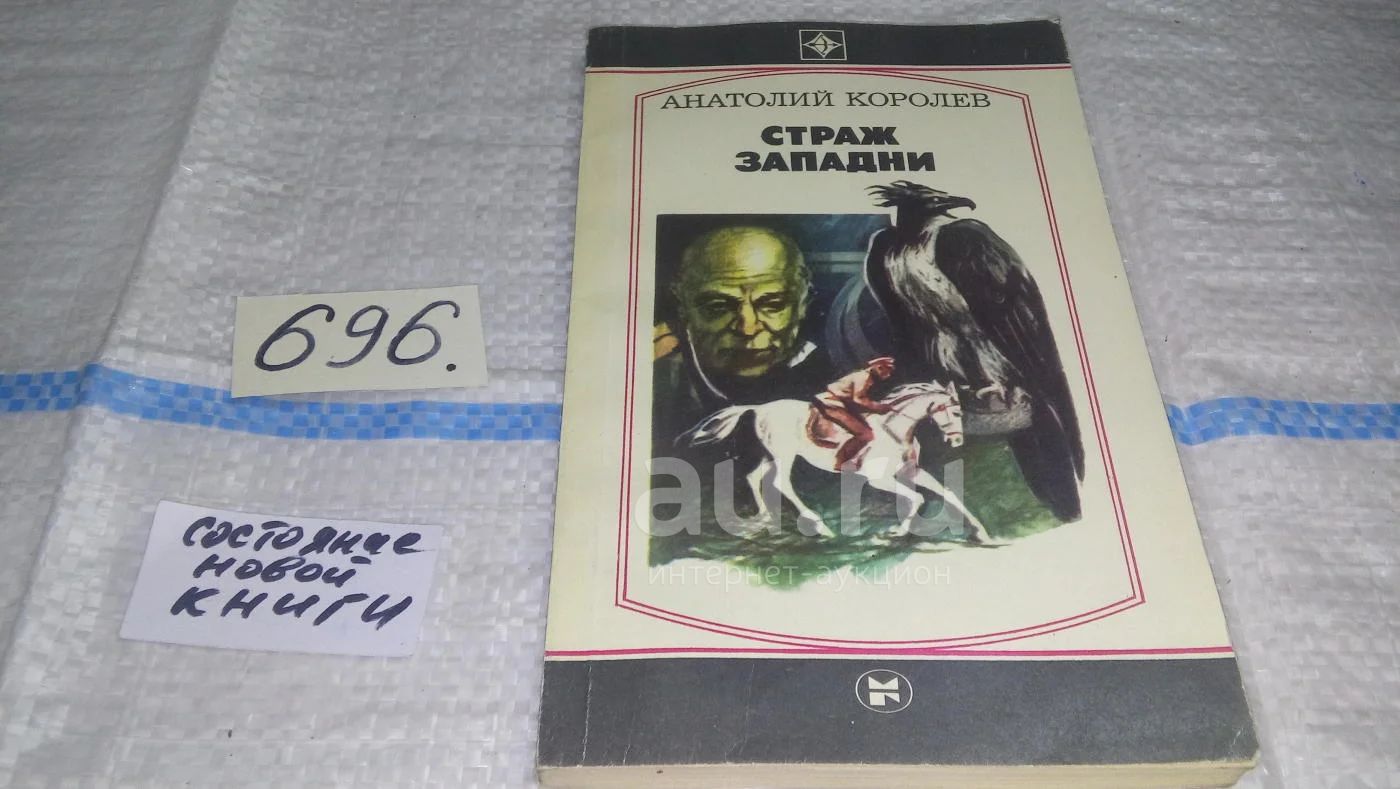 АНАТОЛИЙ КОРОЛЕВ
СТРАЖ
ЗАПАДНИ
696.
состояние
новой
книги
au.ru
интернет аукцион